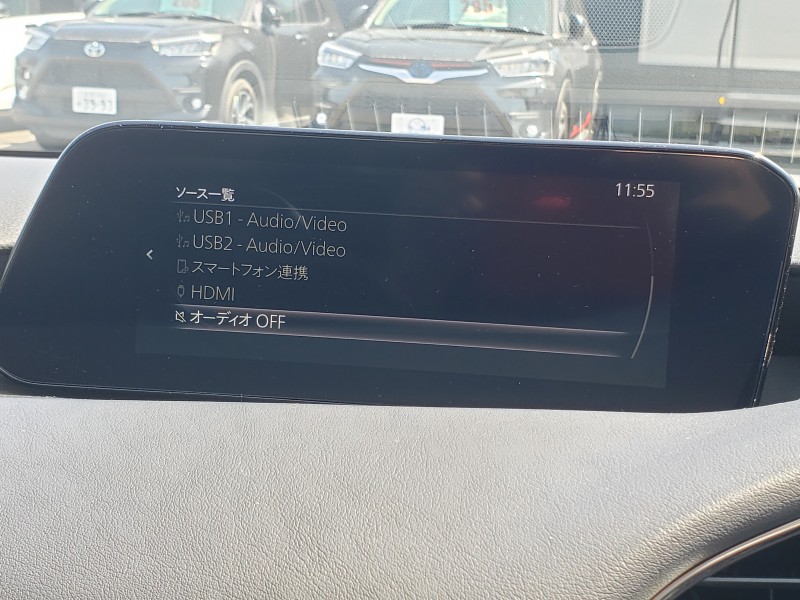 ソース一覧
11:55
USB1 - Audio/Video
USB2 - Audio/Video
スマートフォン連携
HDMI
オーディオ OFF